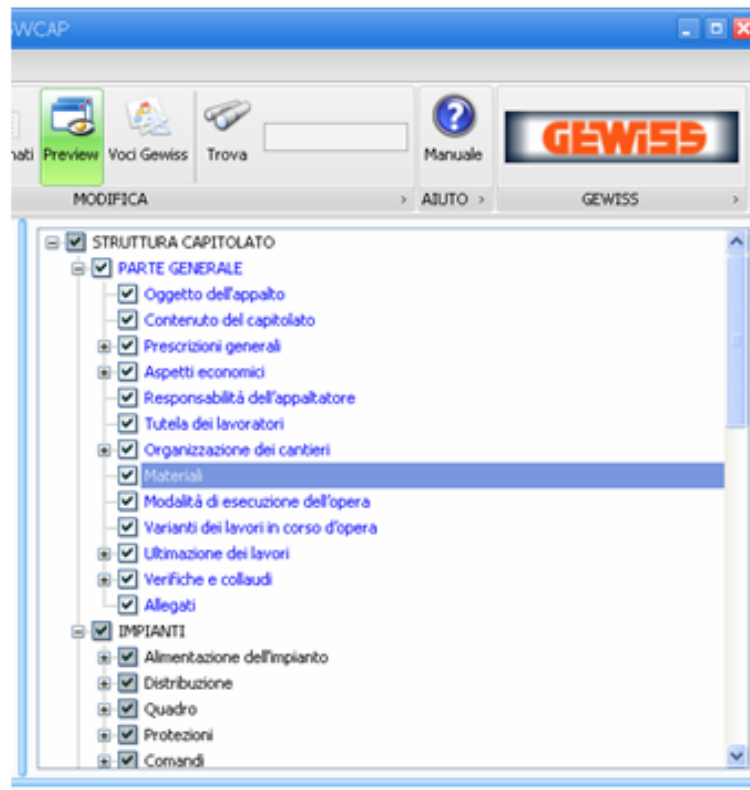 WCAP
nati Preview Voci Gewiss Trova Manuale GEWISS
MODIFICA AIUTO GEWISS
STRUTTURA CAPITOLATO
PARTE GENERALE
Oggetto dell'appalto
Contenuto del capitolato
Prescrizioni generali
Aspetti economici
Responsabilità dell'appaltatore
Tutela dei lavoratori
Organizzazione dei cantieri
Materiali
Modalità di esecuzione dell'opera
Varianti dei lavori in corso d'opera
Ultimazione dei lavori
Verifiche e collaudi
Allegati
IMPIANTI
Alimentazione dell'impianto
Distribuzione
Quadro
Protezioni
Comandi